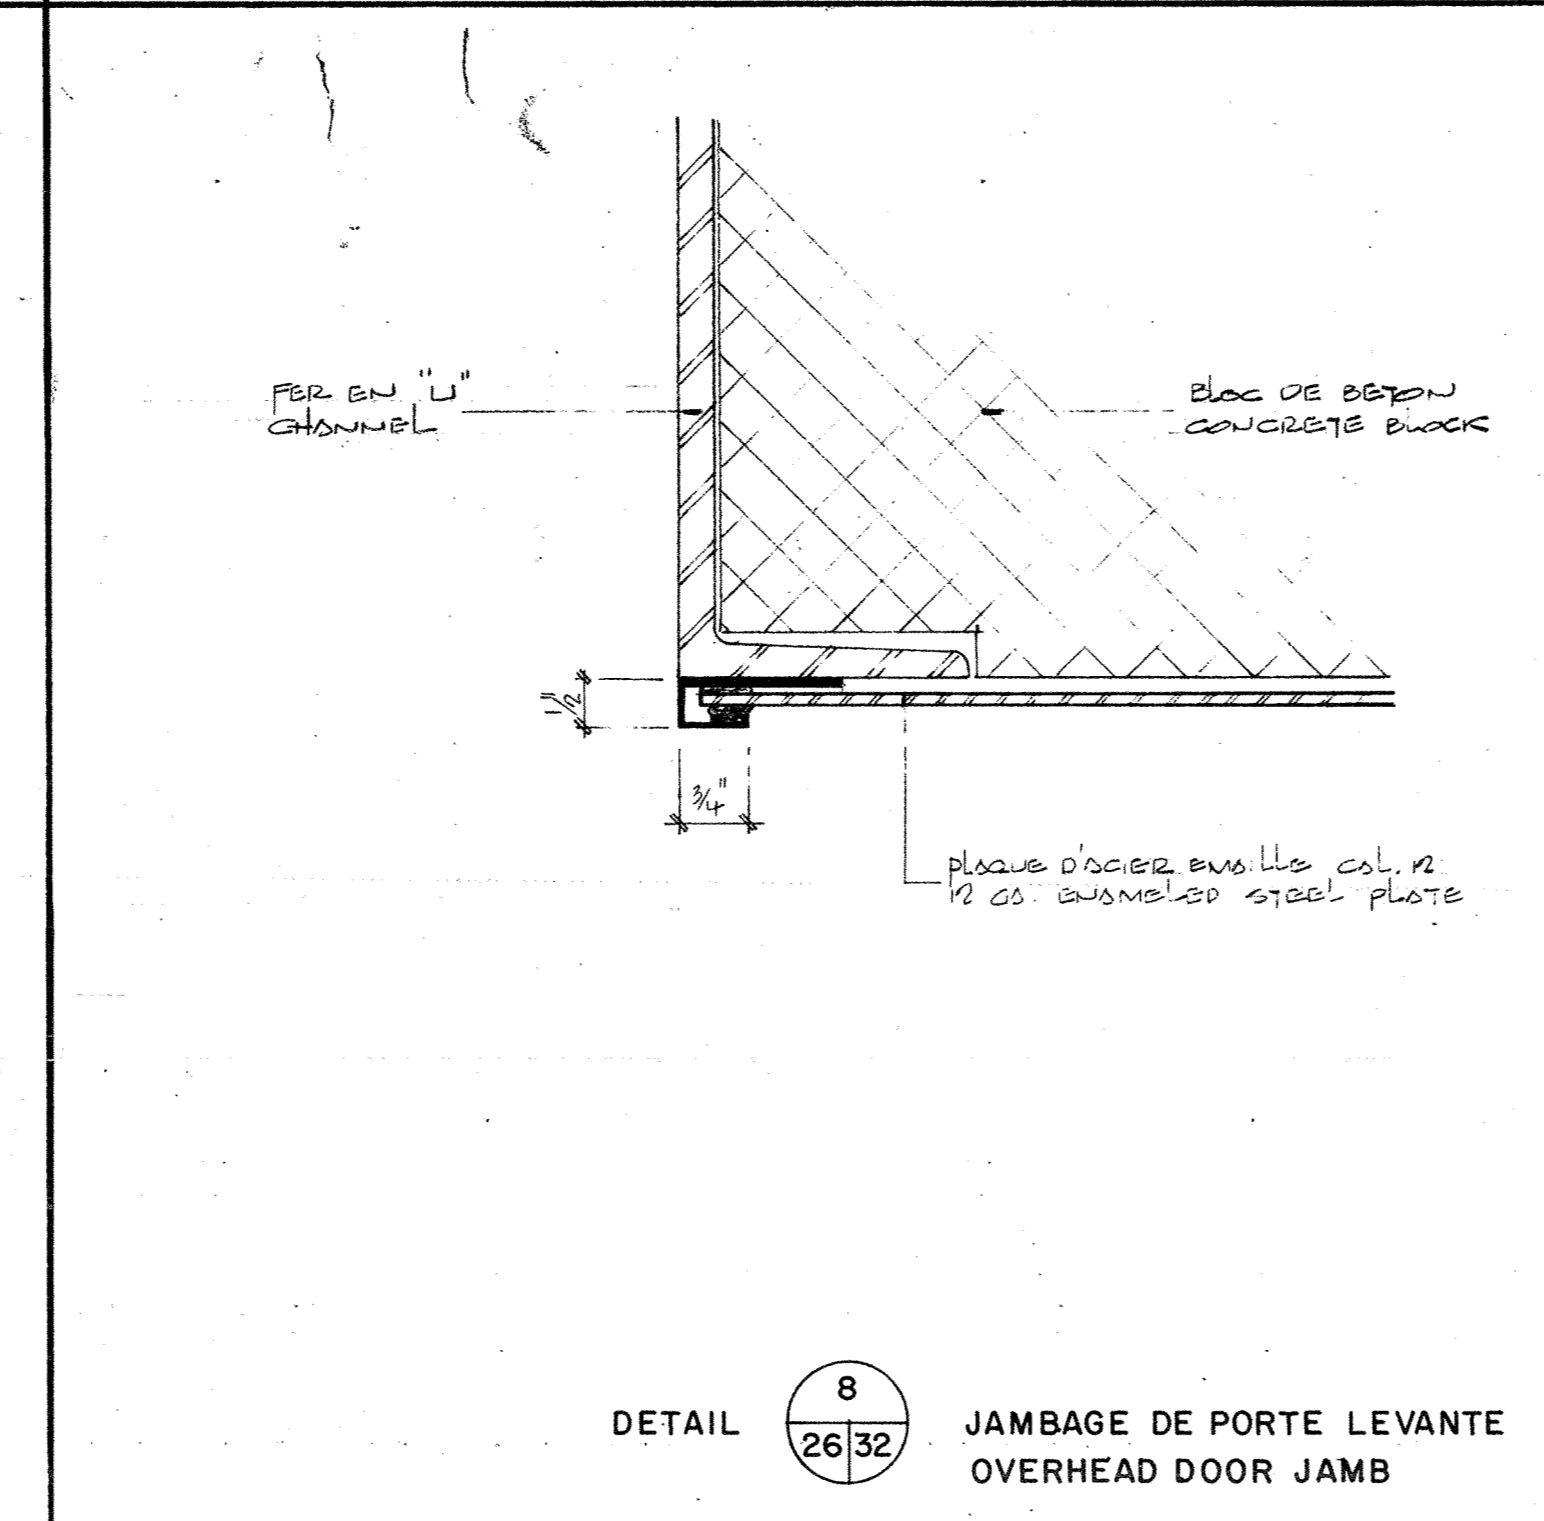 FER EN "U"
CHANNEL
BLOC DE BETON
CONCRETE BLOCK
1/2"
3/4"
PLAQUE D'ACIER EMAILLE CAL. 12
12 GA. ENAMELED STEEL PLATE
DETAIL
8
26 32
JAMBAGE DE PORTE LEVANTE
OVERHEAD DOOR JAMB